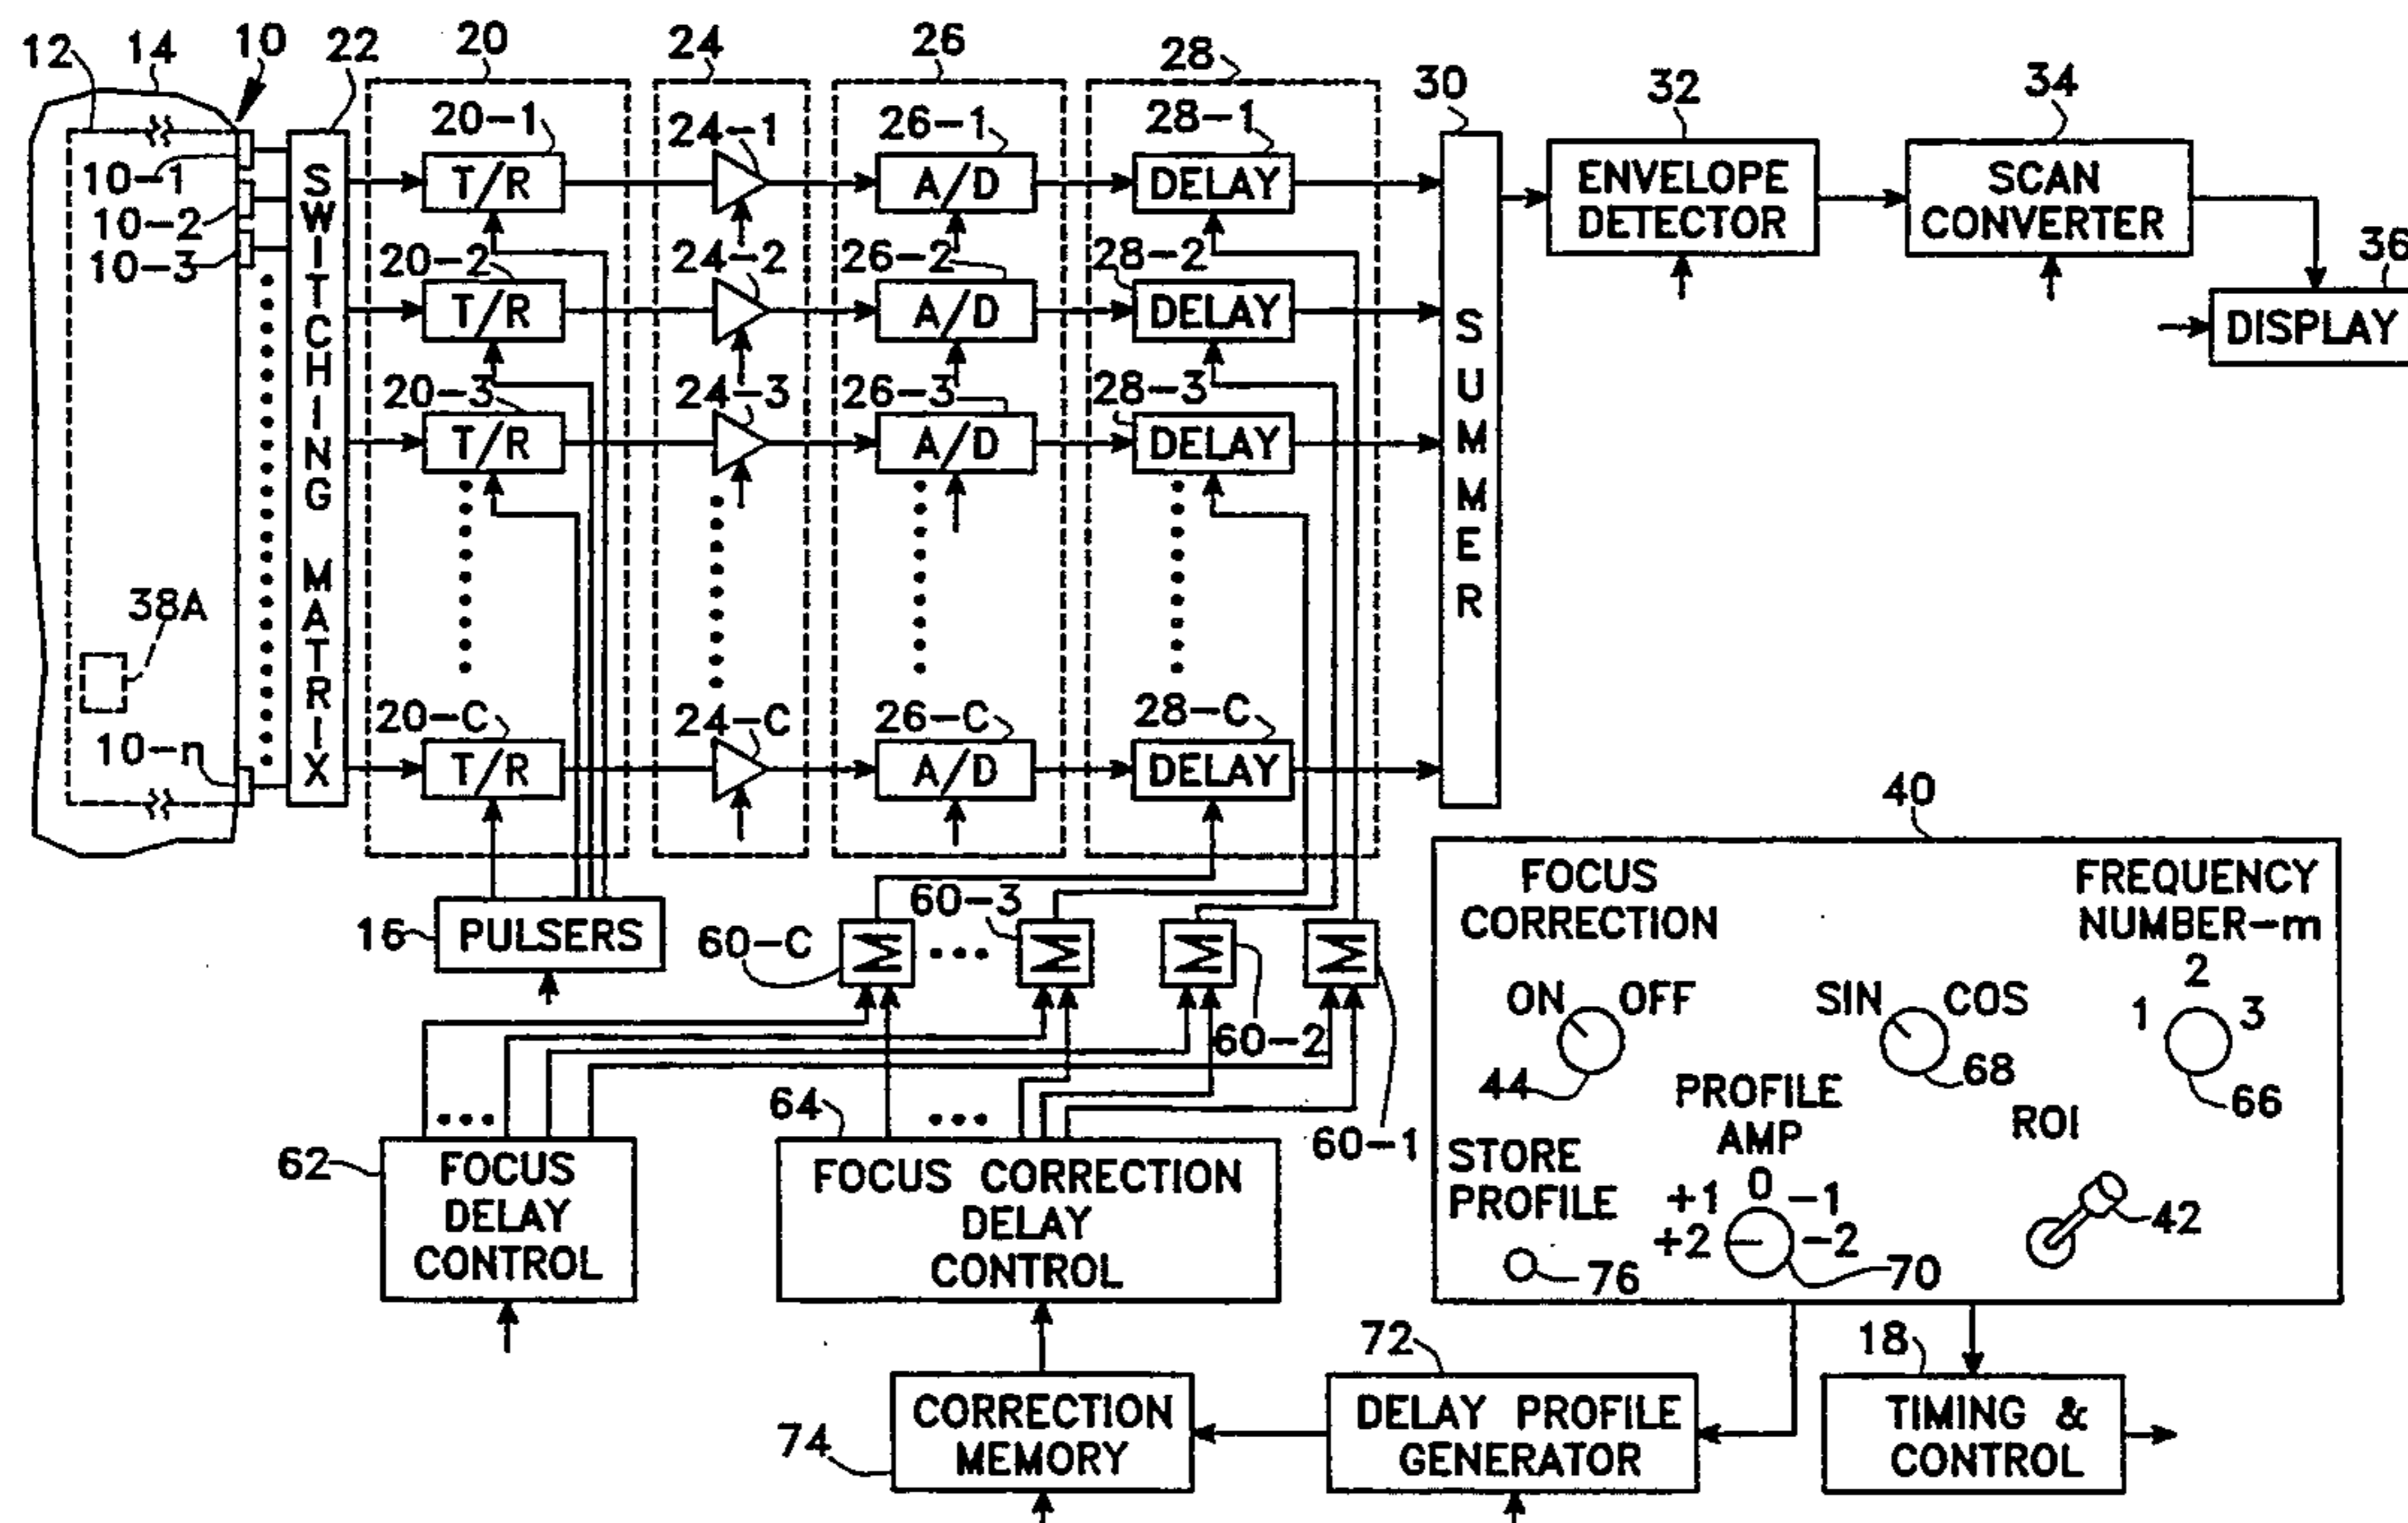 12
14
10
22
20
24
26
28
30
32
34
36
10-1
10-2
10-3
10-n
38A
SWITCHING MATRIX
20-1
T/R
20-2
T/R
20-3
T/R
20-C
T/R
24-1
24-2
24-3
24-C
26-1
A/D
26-2
A/D
26-3
A/D
26-C
A/D
28-1
DELAY
28-2
DELAY
28-3
DELAY
28-C
DELAY
SUMMER
ENVELOPE
DETECTOR
SCAN
CONVERTER
DISPLAY
16
PULSERS
60-C
Σ
60-3
Σ
60-2
Σ
60-1
Σ
62
FOCUS
DELAY
CONTROL
64
FOCUS CORRECTION
DELAY
CONTROL
40
FOCUS
CORRECTION
ON OFF
44
SIN COS
68
FREQUENCY
NUMBER-m
1 2 3
66
PROFILE
AMP
+2 +1 0 -1 -2
70
ROI
42
STORE
PROFILE
76
74
CORRECTION
MEMORY
72
DELAY PROFILE
GENERATOR
18
TIMING &
CONTROL